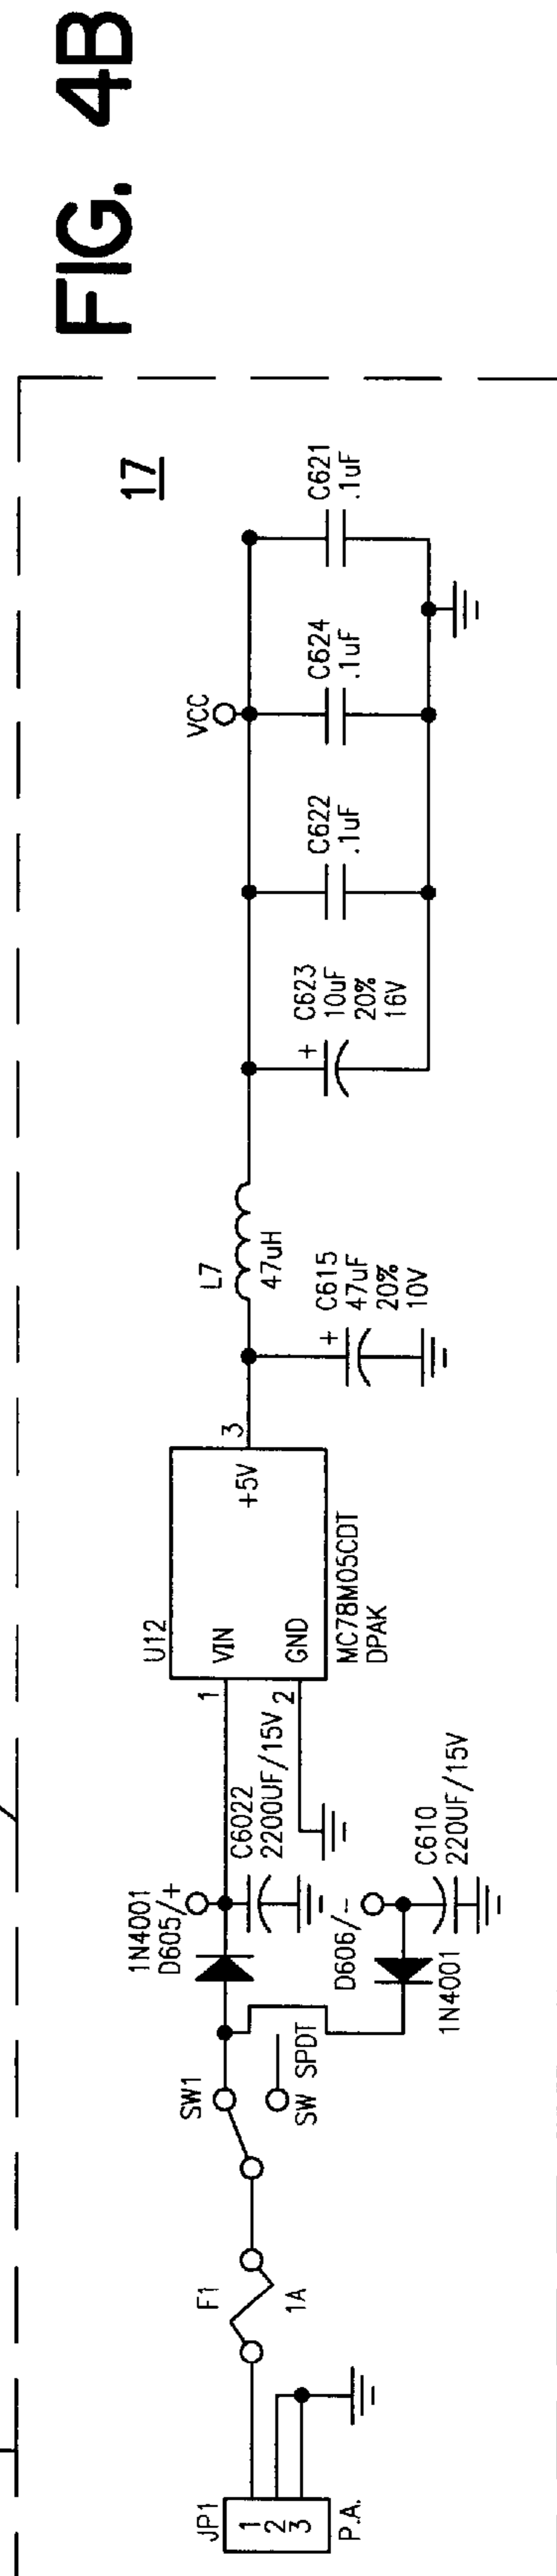 FIG. 4B
17
JP1
1
2
3
P.A.
F1
1A
SW1
SW SPDT
1N4001
D605/+
C6022
2200UF/15V
D606/-
1N4001
C610
220UF/15V
U12
1
VIN
2
GND
+5V
3
MC78M05CDT
DPAK
L7
47uH
+
C615
47uF
20%
10V
+
C623
10uF
20%
16V
C622
.1uF
VCC
C624
.1uF
C621
.1uF